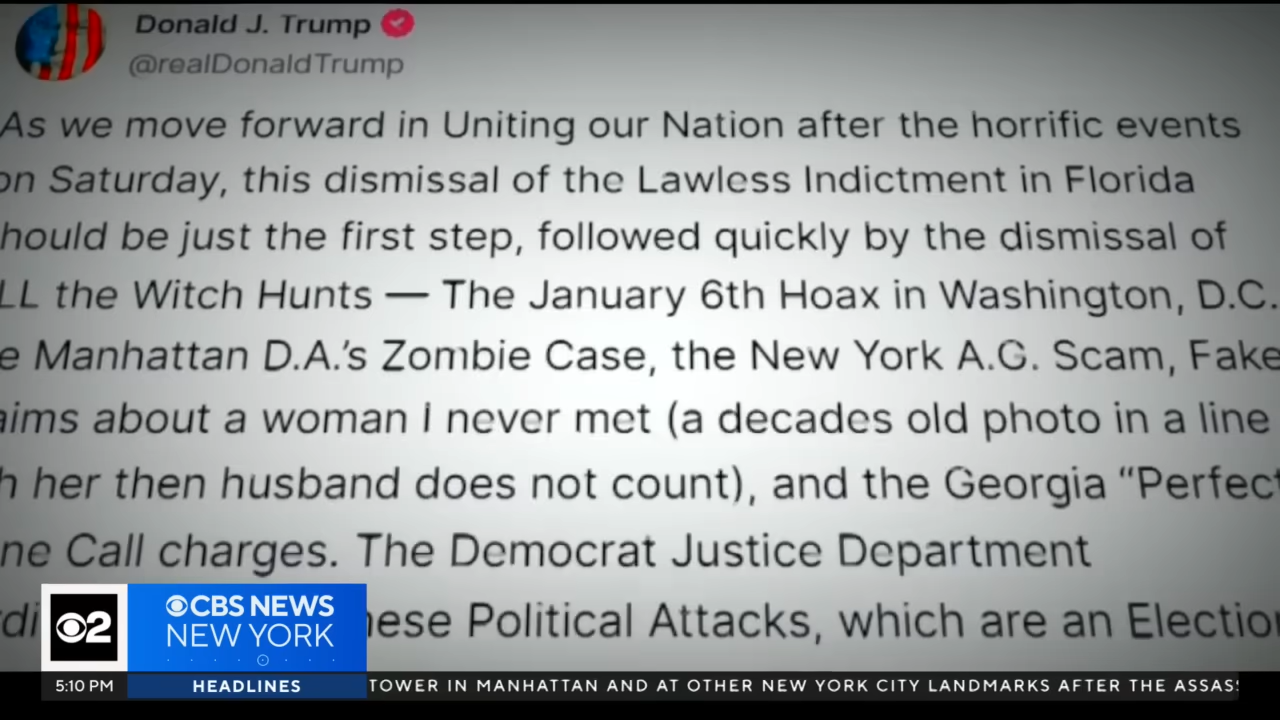 Donald J. Trump
@realDonaldTrump
As we move forward in Uniting our Nation after the horrific events
on Saturday, this dismissal of the Lawless Indictment in Florida
hould be just the first step, followed quickly by the dismissal of
LL the Witch Hunts — The January 6th Hoax in Washington, D.C.
e Manhattan D.A.'s Zombie Case, the New York A.G. Scam, Fake
aims about a woman I never met (a decades old photo in a line
h her then husband does not count), and the Georgia “Perfect
ne Call charges. The Democrat Justice Department
rdi hese Political Attacks, which are an Election
2
CBS NEWS
NEW YORK
5:10 PM HEADLINES TOWER IN MANHATTAN AND AT OTHER NEW YORK CITY LANDMARKS AFTER THE ASSAS